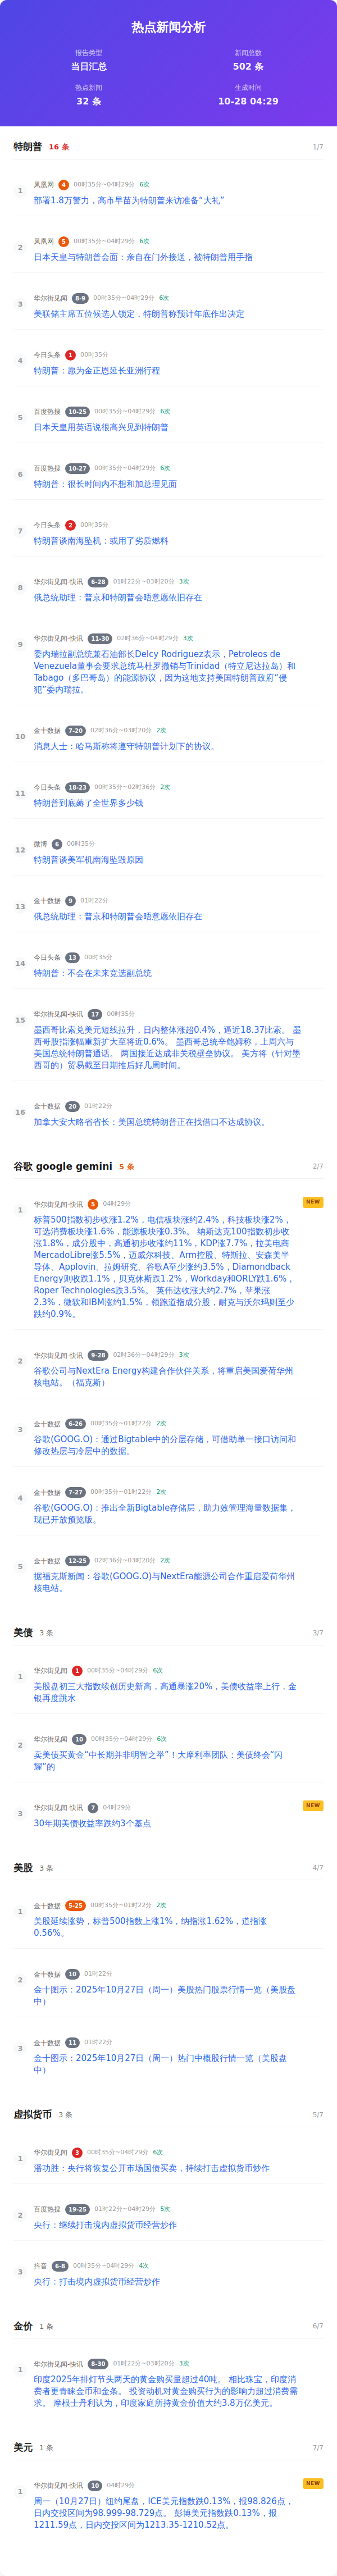 热点新闻分析
报告类型
当日汇总
新闻总数
502 条
热点新闻
32 条
生成时间
10-28 04:29
特朗普 16 条 1/7
1
凤凰网 4 00时35分~04时29分 6次
部署1.8万警力，高市早苗为特朗普来访准备“大礼”
2
凤凰网 5 00时35分~04时29分 6次
日本天皇与特朗普会面：亲自在门外接送，被特朗普用手指
3
华尔街见闻 8-9 00时35分~04时29分 6次
美联储主席五位候选人锁定，特朗普称预计年底作出决定
4
今日头条 1 00时35分
特朗普：愿为金正恩延长亚洲行程
5
百度热搜 10-25 00时35分~04时29分 6次
日本天皇用英语说很高兴见到特朗普
6
百度热搜 10-27 00时35分~04时29分 6次
特朗普：很长时间内不想和加总理见面
7
今日头条 2 00时35分
特朗普谈南海坠机：或用了劣质燃料
8
华尔街见闻-快讯 6-28 01时22分~03时20分 3次
俄总统助理：普京和特朗普会晤意愿依旧存在
9
华尔街见闻-快讯 11-30 02时36分~04时29分 3次
委内瑞拉副总统兼石油部长Delcy Rodriguez表示，Petroleos de
Venezuela董事会要求总统马杜罗撤销与Trinidad（特立尼达岛）和
Tabago（多巴哥岛）的能源协议，因为这地支持美国特朗普政府“侵
犯”委内瑞拉。
10
金十数据 7-20 02时36分~03时20分 2次
消息人士：哈马斯称将遵守特朗普计划下的协议。
11
今日头条 18-23 00时35分~02时36分 2次
特朗普到底薅了全世界多少钱
12
微博 6 00时35分
特朗普谈美军机南海坠毁原因
13
金十数据 9 01时22分
俄总统助理：普京和特朗普会晤意愿依旧存在
14
今日头条 13 00时35分
特朗普：不会在未来竞选副总统
15
华尔街见闻-快讯 17 00时35分
墨西哥比索兑美元短线拉升，日内整体涨超0.4%，逼近18.37比索。 墨
西哥股指涨幅重新扩大至将近0.6%。 墨西哥总统辛鲍姆称，上周六与
美国总统特朗普通话。 两国接近达成非关税壁垒协议。 美方将（针对墨
西哥的）贸易截至日期推后好几周时间。
16
金十数据 20 01时22分
加拿大安大略省省长：美国总统特朗普正在找借口不达成协议。
谷歌 google gemini 5 条 2/7
1
华尔街见闻-快讯 5 04时29分 NEW
标普500指数初步收涨1.2%，电信板块涨约2.4%，科技板块涨2%，
可选消费板块涨1.6%，能源板块涨0.3%。 纳斯达克100指数初步收
涨1.8%，成分股中，高通初步收涨约11%，KDP涨7.7%，拉美电商
MercadoLibre涨5.5%，迈威尔科技、Arm控股、特斯拉、安森美半
导体、Applovin、拉姆研究、谷歌A至少涨约3.5%，Diamondback
Energy则收跌1.1%，贝克休斯跌1.2%，Workday和ORLY跌1.6%，
Roper Technologies跌3.5%。 英伟达收涨大约2.7%，苹果涨
2.3%，微软和IBM涨约1.5%，领跑道指成分股，耐克与沃尔玛则至少
跌约0.9%。
2
华尔街见闻-快讯 9-28 02时36分~04时29分 3次
谷歌公司与NextEra Energy构建合作伙伴关系，将重启美国爱荷华州
核电站。（福克斯）
3
金十数据 6-26 00时35分~01时22分 2次
谷歌(GOOG.O)：通过Bigtable中的分层存储，可借助单一接口访问和
修改热层与冷层中的数据。
4
金十数据 7-27 00时35分~01时22分 2次
谷歌(GOOG.O)：推出全新Bigtable存储层，助力效管理海量数据集，
现已开放预览版。
5
金十数据 12-25 02时36分~03时20分 2次
据福克斯新闻：谷歌(GOOG.O)与NextEra能源公司合作重启爱荷华州
核电站。
美债 3 条 3/7
1
华尔街见闻 1 00时35分~04时29分 6次
美股盘初三大指数续创历史新高，高通暴涨20%，美债收益率上行，金
银再度跳水
2
华尔街见闻 10 00时35分~04时29分 6次
卖美债买黄金“中长期并非明智之举”！大摩利率团队：美债终会“闪
耀”的
3
华尔街见闻-快讯 7 04时29分 NEW
30年期美债收益率跌约3个基点
美股 3 条 4/7
1
金十数据 5-25 00时35分~01时22分 2次
美股延续涨势，标普500指数上涨1%，纳指涨1.62%，道指涨
0.56%。
2
金十数据 10 01时22分
金十图示：2025年10月27日（周一）美股热门股票行情一览（美股盘
中）
3
金十数据 11 01时22分
金十图示：2025年10月27日（周一）热门中概股行情一览（美股盘
中）
虚拟货币 3 条 5/7
1
华尔街见闻 3 00时35分~04时29分 6次
潘功胜：央行将恢复公开市场国债买卖，持续打击虚拟货币炒作
2
百度热搜 19-25 01时22分~04时29分 5次
央行：继续打击境内虚拟货币经营炒作
3
抖音 6-8 00时35分~04时29分 4次
央行：打击境内虚拟货币经营炒作
金价 1 条 6/7
1
华尔街见闻-快讯 8-30 01时22分~03时20分 3次
印度2025年排灯节头两天的黄金购买量超过40吨。 相比珠宝，印度消
费者更青睐金币和金条。 投资动机对黄金购买行为的影响力超过消费需
求。 摩根士丹利认为，印度家庭所持黄金价值大约3.8万亿美元。
美元 1 条 7/7
1
华尔街见闻-快讯 10 04时29分 NEW
周一（10月27日）纽约尾盘，ICE美元指数跌0.13%，报98.826点，
日内交投区间为98.999-98.729点。 彭博美元指数跌0.13%，报
1211.59点，日内交投区间为1213.35-1210.52点。